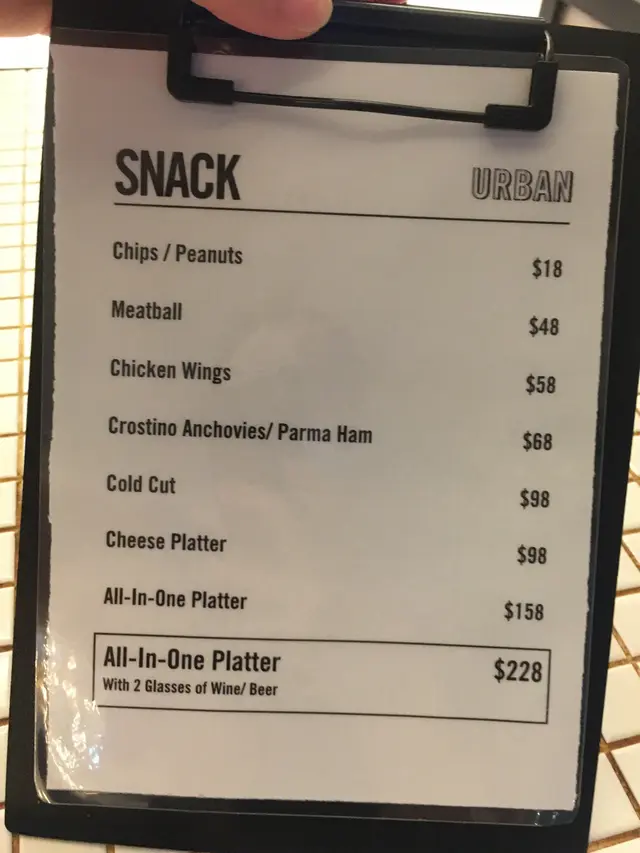 SNACK URBAN
Chips / Peanuts $18
Meatball $48
Chicken Wings $58
Crostino Anchovies/ Parma Ham $68
Cold Cut $98
Cheese Platter $98
All-In-One Platter $158
All-In-One Platter $228
With 2 Glasses of Wine/ Beer